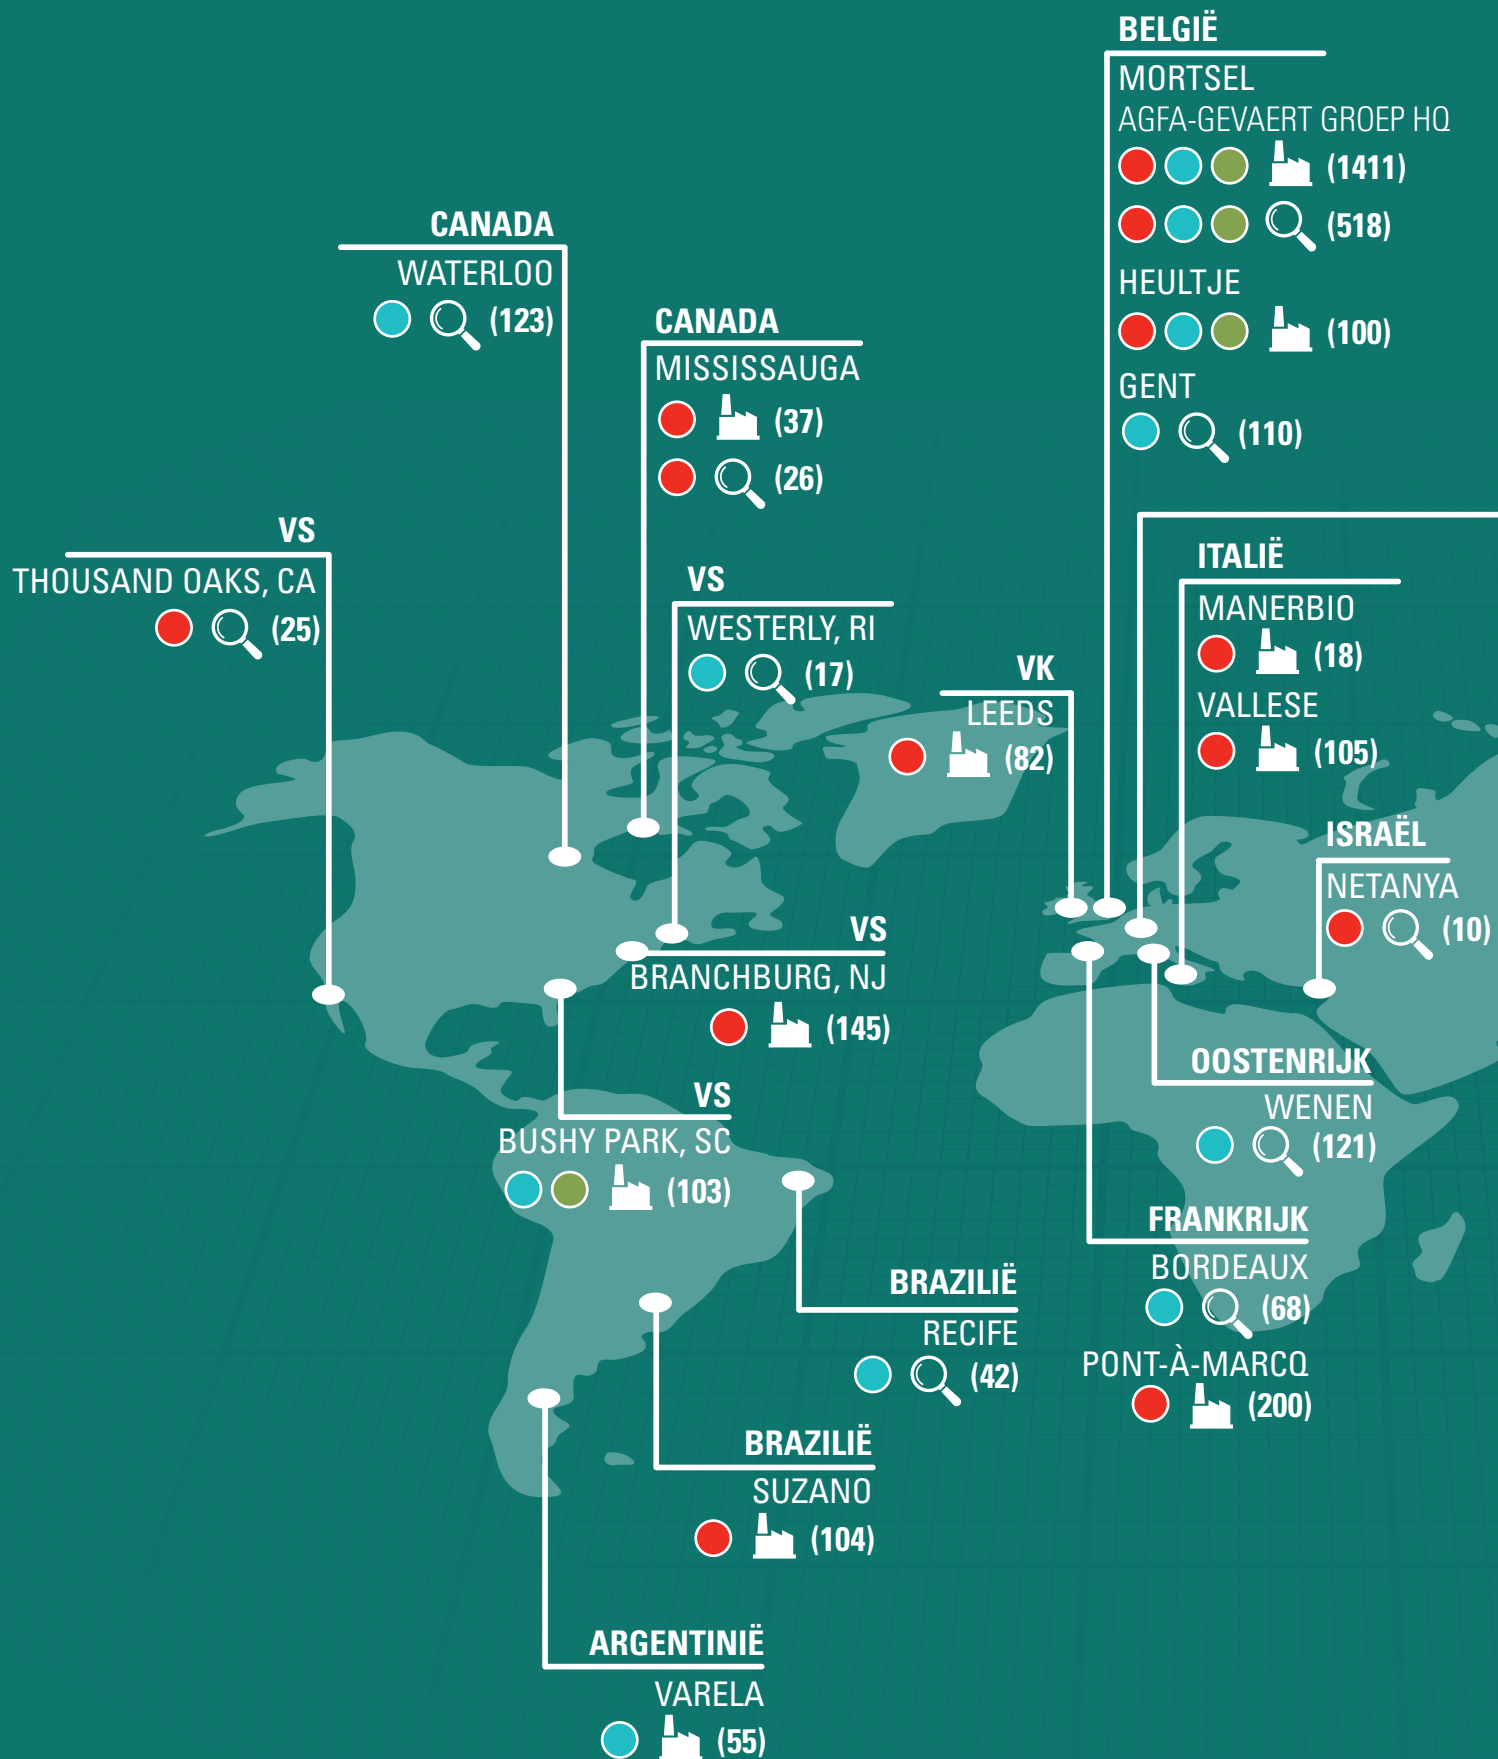 BELGIË
MORTSEL
AGFA-GEVAERT GROEP HQ
(1411)
(518)
HEULTJE
(100)
GENT
(110)
CANADA
WATERLOO
(123)
CANADA
MISSISSAUGA
(37)
(26)
VS
THOUSAND OAKS, CA
(25)
VS
WESTERLY, RI
(17)
VK
LEEDS
(82)
ITALIË
MANERBIO
(18)
VALLESE
(105)
ISRAËL
NETANYA
(10)
VS
BRANCHBURG, NJ
(145)
VS
BUSHY PARK, SC
(103)
OOSTENRIJK
WENEN
(121)
FRANKRIJK
BORDEAUX
(68)
PONT-À-MARCQ
(200)
BRAZILIË
RECIFE
(42)
BRAZILIË
SUZANO
(104)
ARGENTINIË
VARELA
(55)